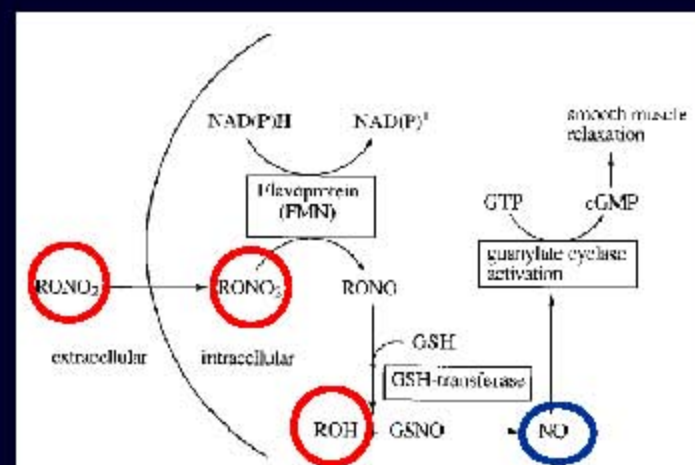 NAD(P)H NAD(P)⁺
smooth muscle
relaxation
Flavoprotein
(FMN)
GTP cGMP
guanylate cyclase
activation
RONO₂ RONO₂ RONO
extracellular intracellular
GSH
GSH-transferase
ROH GSNO NO